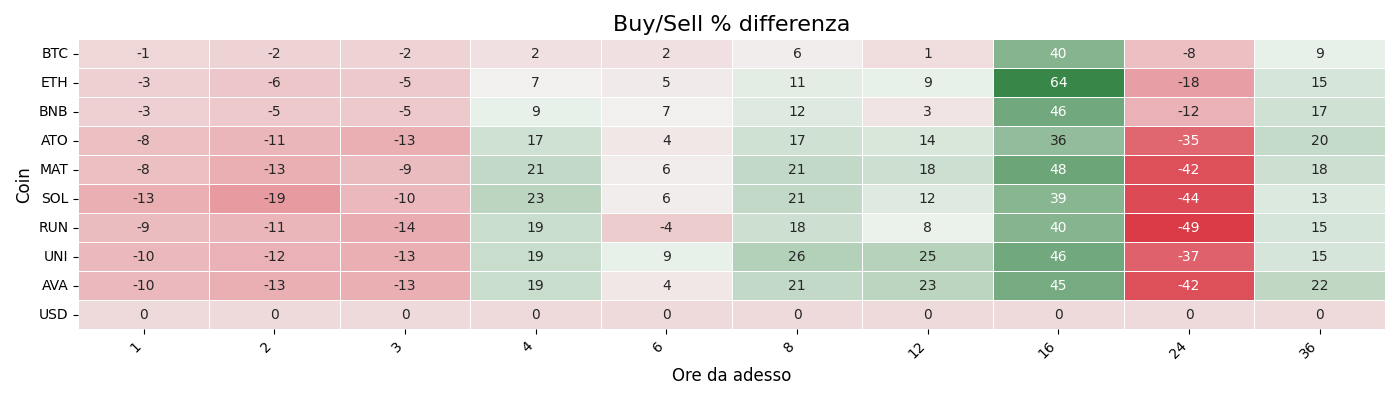 Buy/Sell % differenza
BTC -1 -2 -2 2 2 6 1 40 -8 9
ETH -3 -6 -5 7 5 11 9 64 -18 15
BNB -3 -5 -5 9 7 12 3 46 -12 17
ATO -8 -11 -13 17 4 17 14 36 -35 20
MAT -8 -13 -9 21 6 21 18 48 -42 18
SOL -13 -19 -10 23 6 21 12 39 -44 13
RUN -9 -11 -14 19 -4 18 8 40 -49 15
UNI -10 -12 -13 19 9 26 25 46 -37 15
AVA -10 -13 -13 19 4 21 23 45 -42 22
USD 0 0 0 0 0 0 0 0 0 0
Coin
1 2 3 4 6 8 12 16 24 36
Ore da adesso